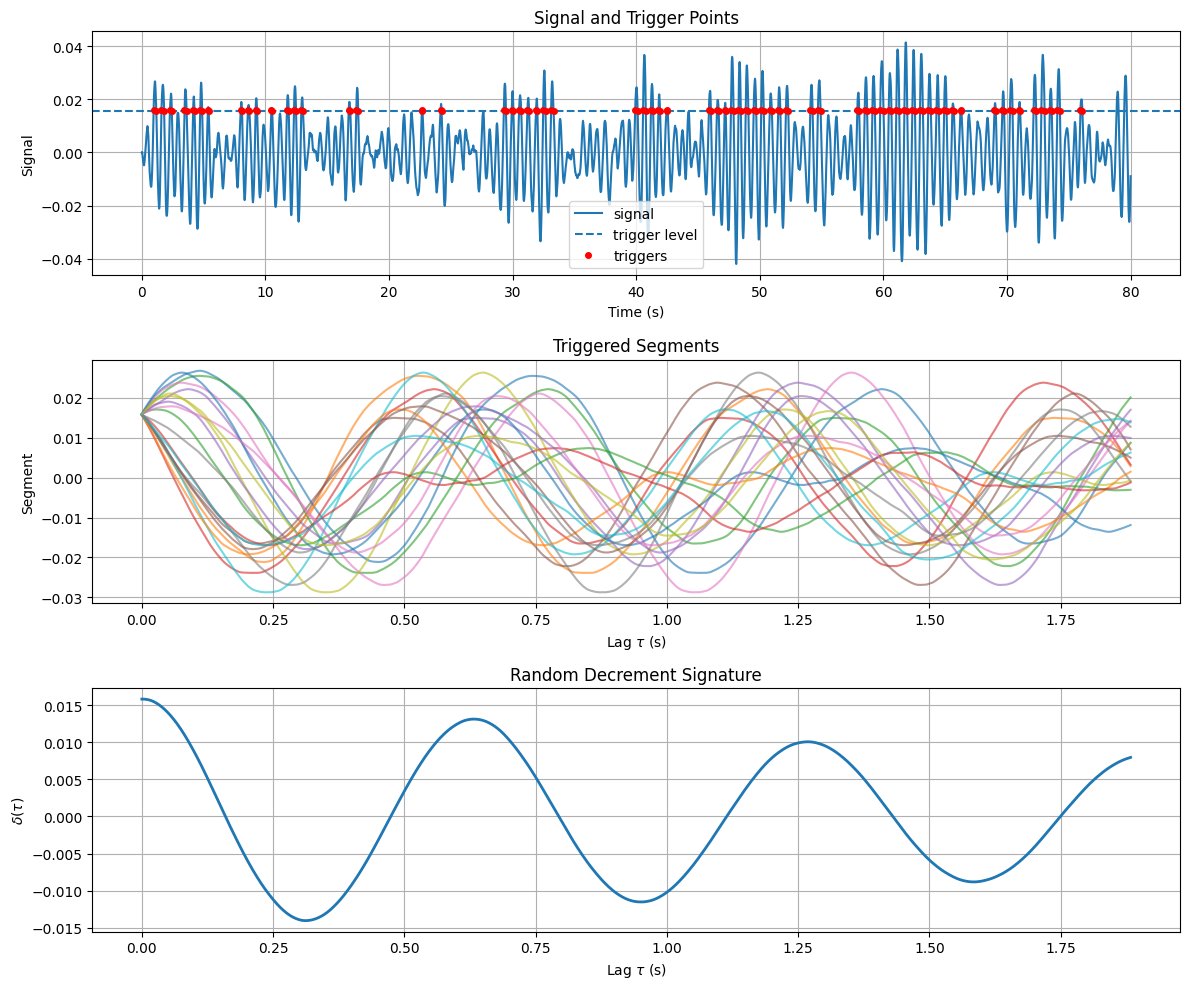 Signal and Trigger Points
0.04
0.02
0.00
−0.02
−0.04
Signal
signal
trigger level
triggers
0 10 20 30 40 50 60 70 80
Time (s)
Triggered Segments
0.02
0.01
0.00
−0.01
−0.02
−0.03
Segment
0.00 0.25 0.50 0.75 1.00 1.25 1.50 1.75
Lag τ (s)
Random Decrement Signature
0.015
0.010
0.005
0.000
−0.005
−0.010
−0.015
δ(τ)
0.00 0.25 0.50 0.75 1.00 1.25 1.50 1.75
Lag τ (s)